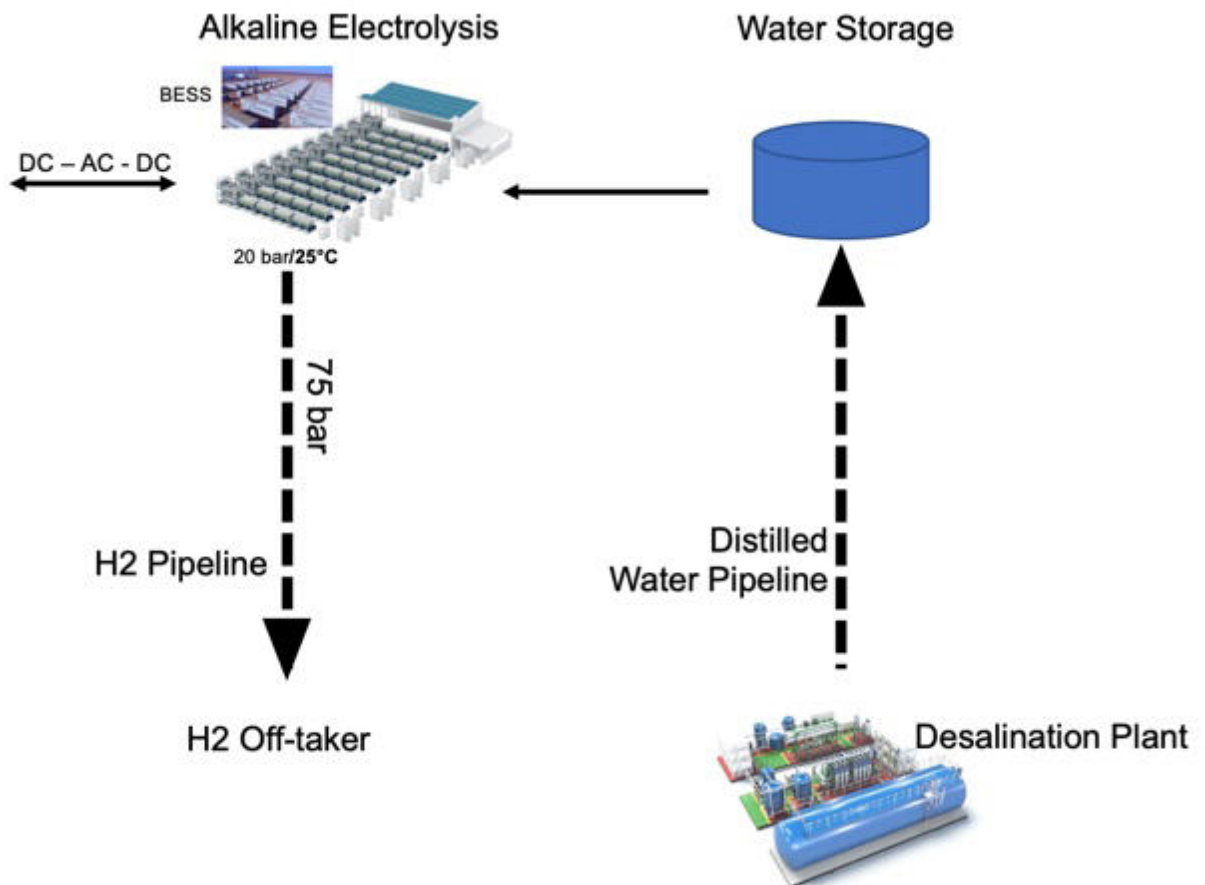 Alkaline Electrolysis
Water Storage
BESS
DC – AC - DC
20 bar/25°C
75 bar
H2 Pipeline
Distilled
Water Pipeline
H2 Off-taker
Desalination Plant